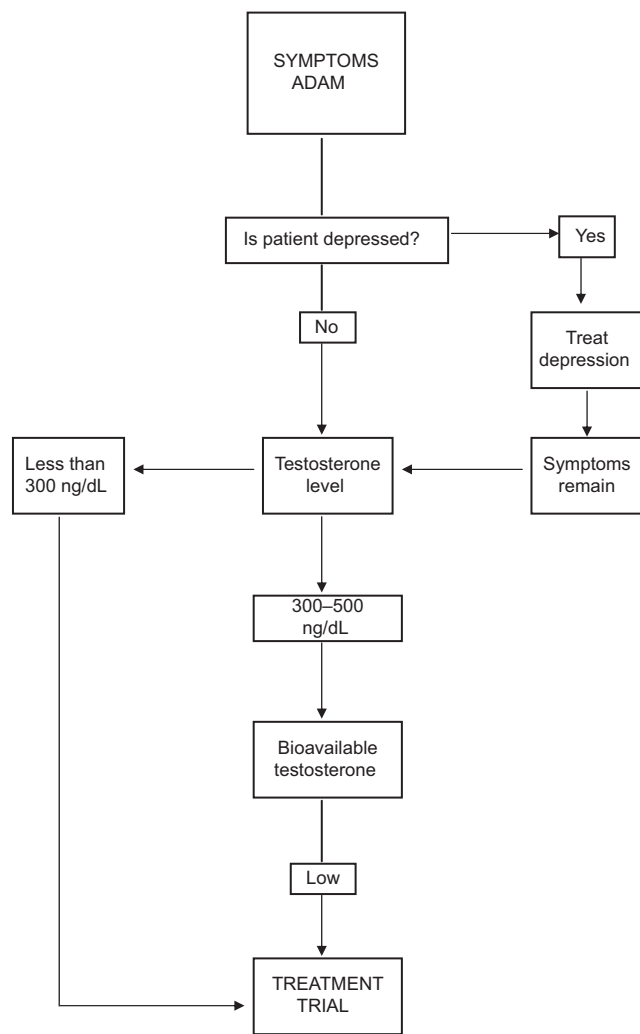 SYMPTOMS
ADAM
Is patient depressed?
Yes
No
Treat
depression
Less than
300 ng/dL
Testosterone
level
Symptoms
remain
300–500
ng/dL
Bioavailable
testosterone
Low
TREATMENT
TRIAL